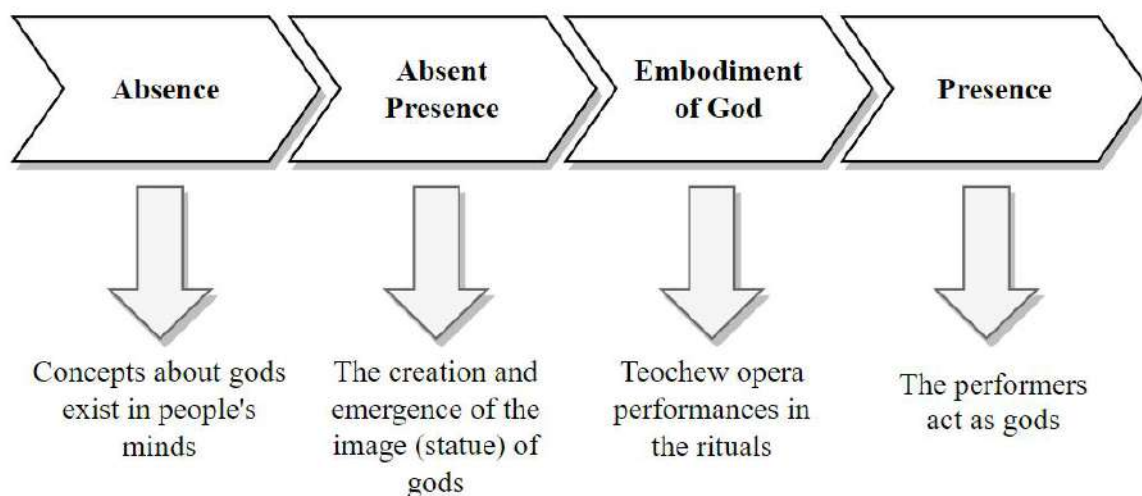 Absence
Absent
Presence
Embodiment
of God
Presence
Concepts about gods
exist in people's
minds
The creation and
emergence of the
image (statue) of
gods
Teochew opera
performances in
the rituals
The performers
act as gods